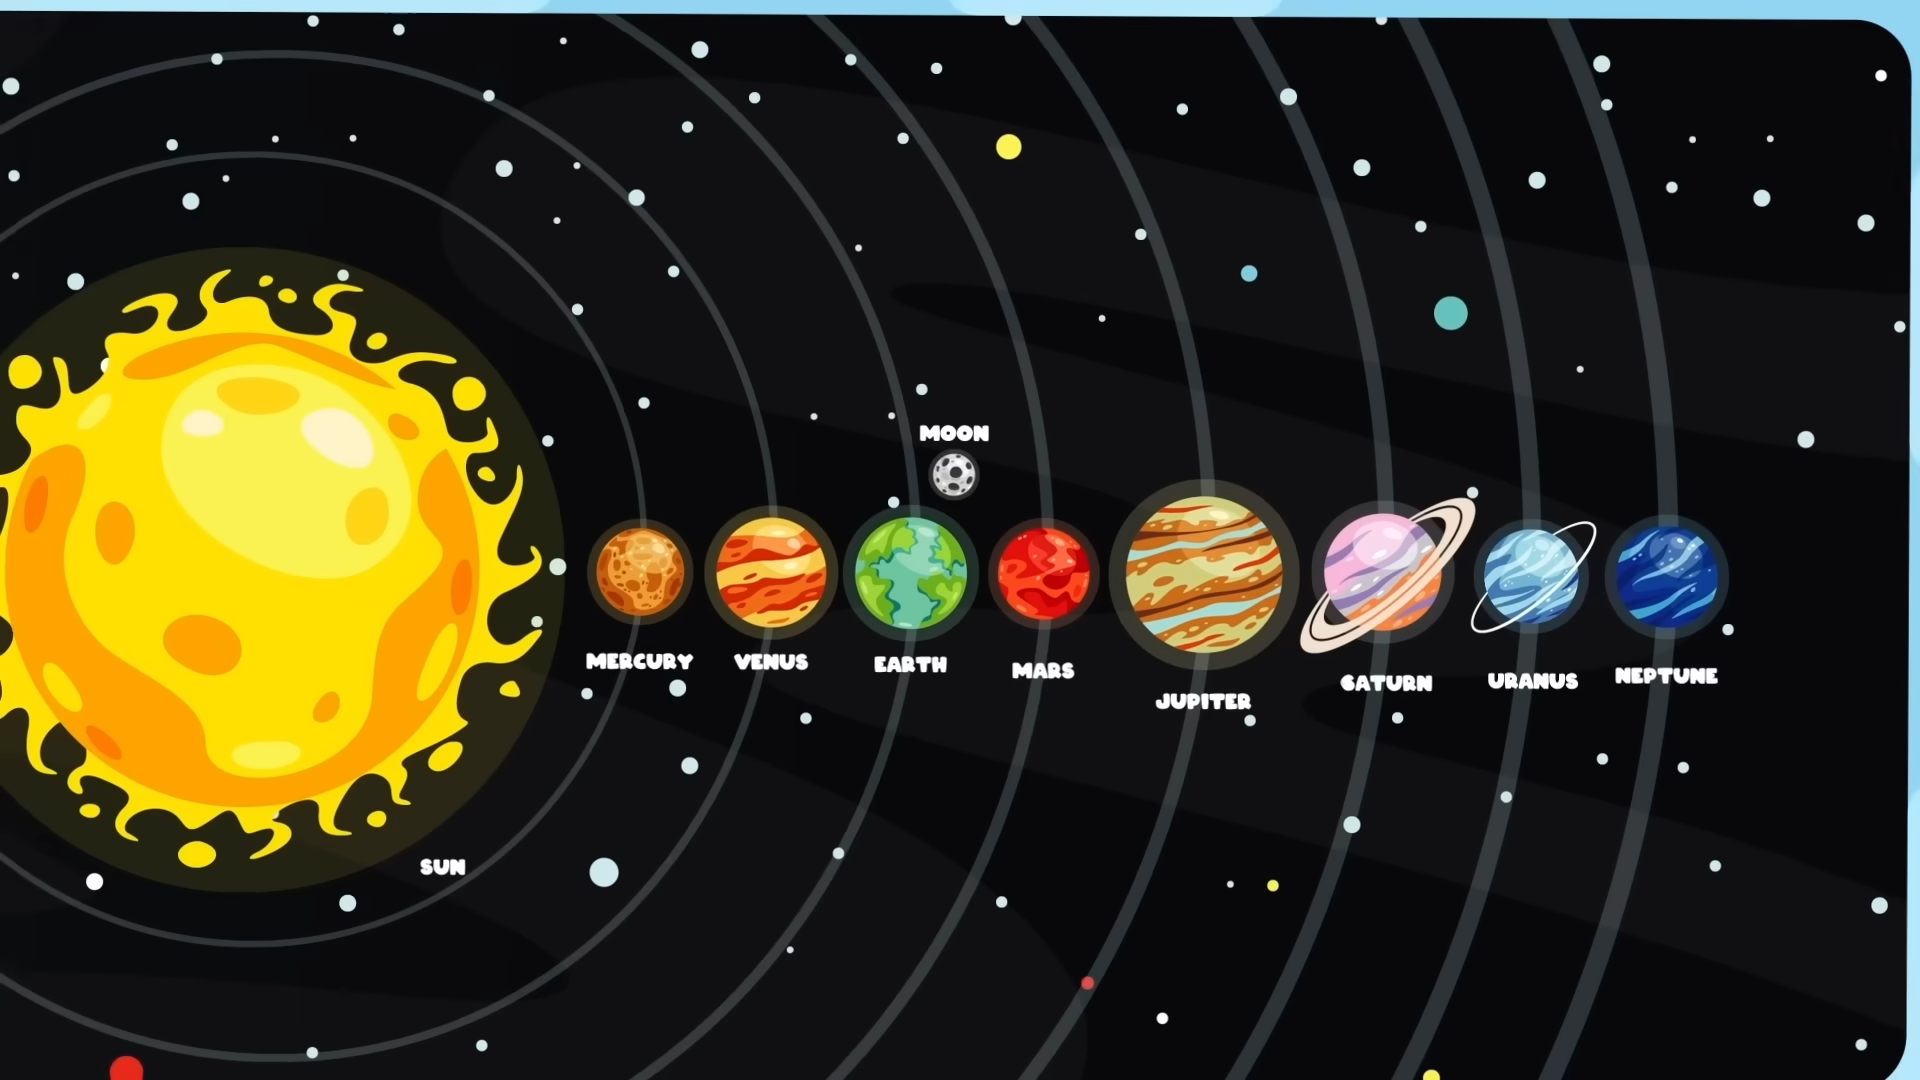 MOON
MERCURY
VENUS
EARTH
MARS
JUPITER
SATURN
URANUS
NEPTUNE
SUN